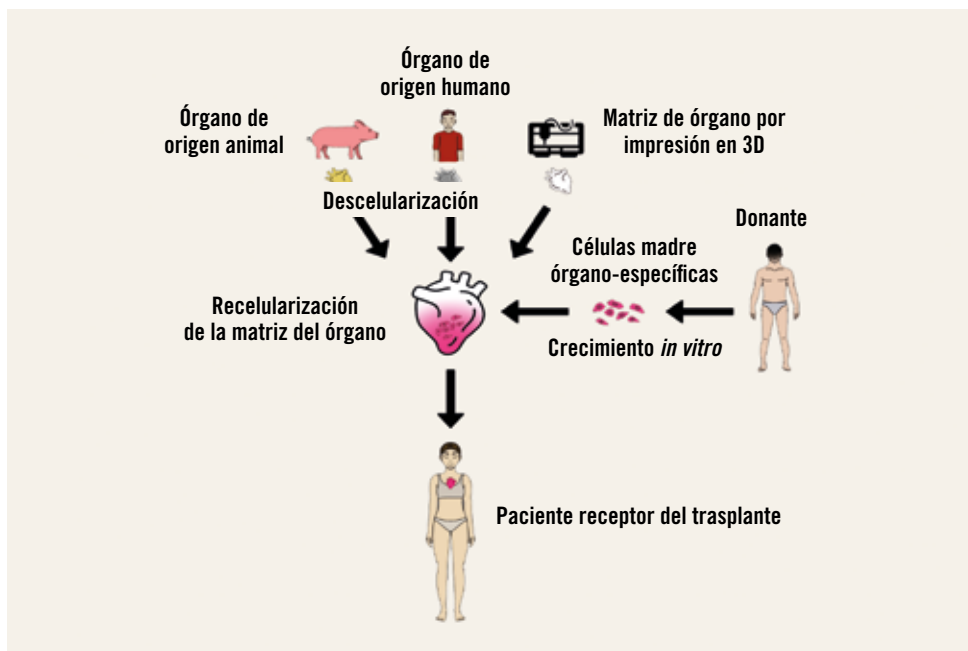 Órgano de
origen humano
Órgano de
origen animal
Matriz de órgano por
impresión en 3D
Descelularización
Donante
Células madre
órgano-específicas
Recelularización
de la matriz del órgano
Crecimiento in vitro
Paciente receptor del trasplante